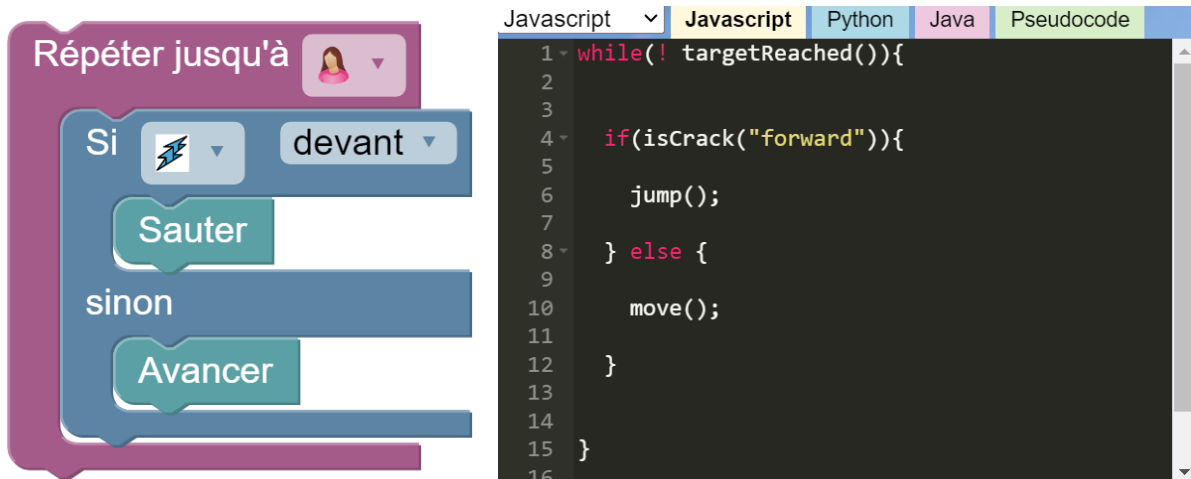 Répéter jusqu'à
Si devant
Sauter
sinon
Avancer
Javascript Javascript Python Java Pseudocode
1 while(! targetReached()){
2
3
4 if(isCrack("forward")){
5
6 jump();
7
8 } else {
9
10 move();
11
12 }
13
14
15 }
16